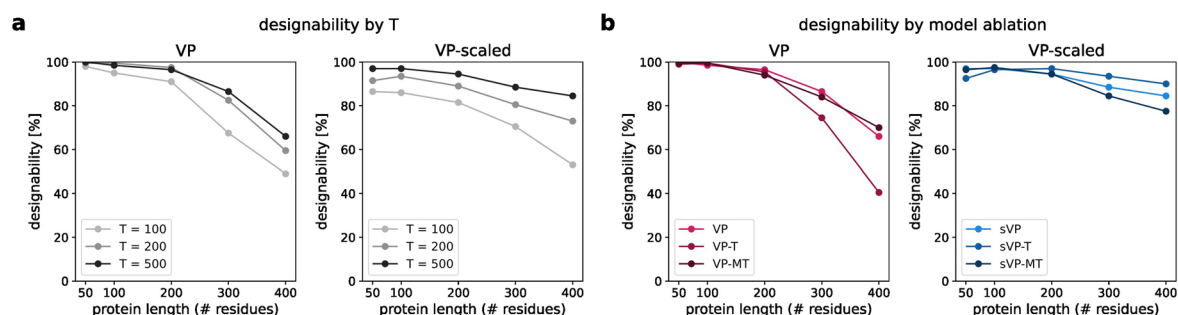 a
designability by T
VP
designability [%]
100
80
60
40
20
0
T = 100
T = 200
T = 500
50 100 200 300 400
protein length (# residues)
VP-scaled
designability [%]
100
80
60
40
20
0
T = 100
T = 200
T = 500
50 100 200 300 400
protein length (# residues)
b
designability by model ablation
VP
designability [%]
100
80
60
40
20
0
VP
VP-T
VP-MT
50 100 200 300 400
protein length (# residues)
VP-scaled
designability [%]
100
80
60
40
20
0
sVP
sVP-T
sVP-MT
50 100 200 300 400
protein length (# residues)